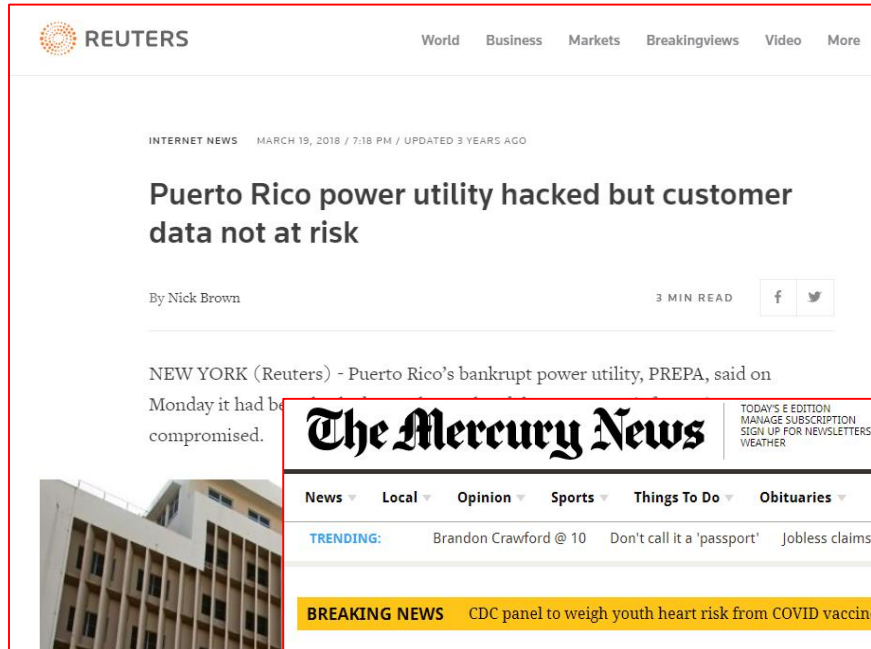 REUTERS
World Business Markets Breakingviews Video More
INTERNET NEWS MARCH 19, 2018 / 7:18 PM / UPDATED 3 YEARS AGO
Puerto Rico power utility hacked but customer
data not at risk
By Nick Brown
3 MIN READ
NEW YORK (Reuters) - Puerto Rico’s bankrupt power utility, PREPA, said on
Monday it had
compromised.
The Mercury News
TODAY'S E EDITION
MANAGE SUBSCRIPTION
SIGN UP FOR NEWSLETTERS
WEATHER
News Local Opinion Sports Things To Do Obituaries
TRENDING: Brandon Crawford @ 10 Don't call it a 'passport' Jobless claims
BREAKING NEWS CDC panel to weigh youth heart risk from COVID